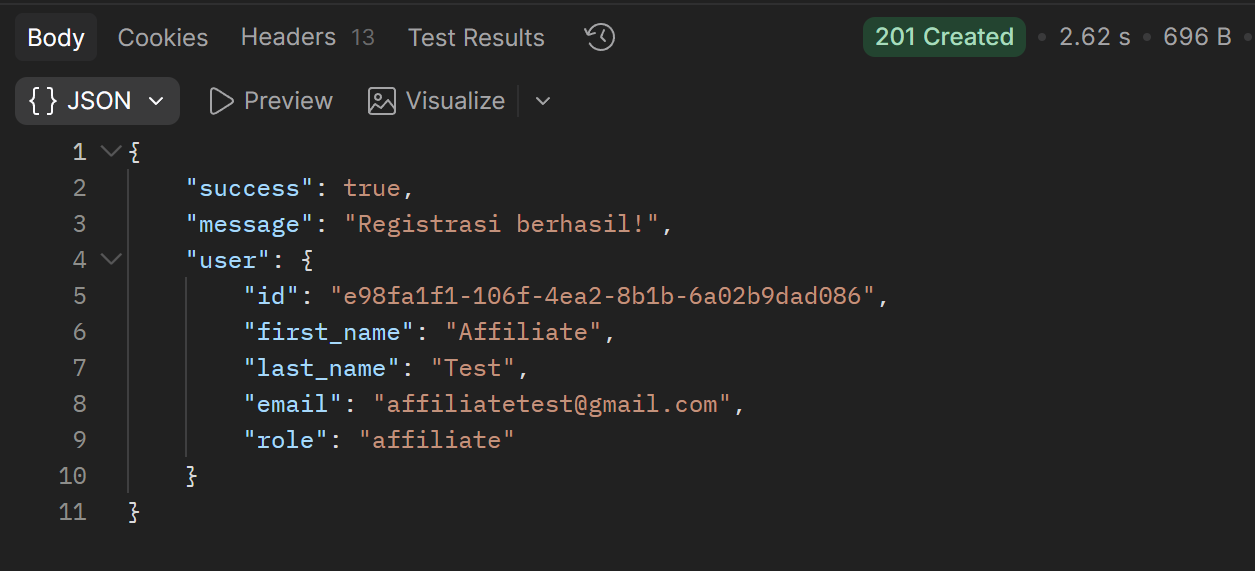 Body Cookies Headers 13 Test Results 201 Created • 2.62 s • 696 B •
{ } JSON Preview Visualize
1 {
2 "success": true,
3 "message": "Registrasi berhasil!",
4 "user": {
5 "id": "e98fa1f1-106f-4ea2-8b1b-6a02b9dad086",
6 "first_name": "Affiliate",
7 "last_name": "Test",
8 "email": "affiliatetest@gmail.com",
9 "role": "affiliate"
10 }
11 }